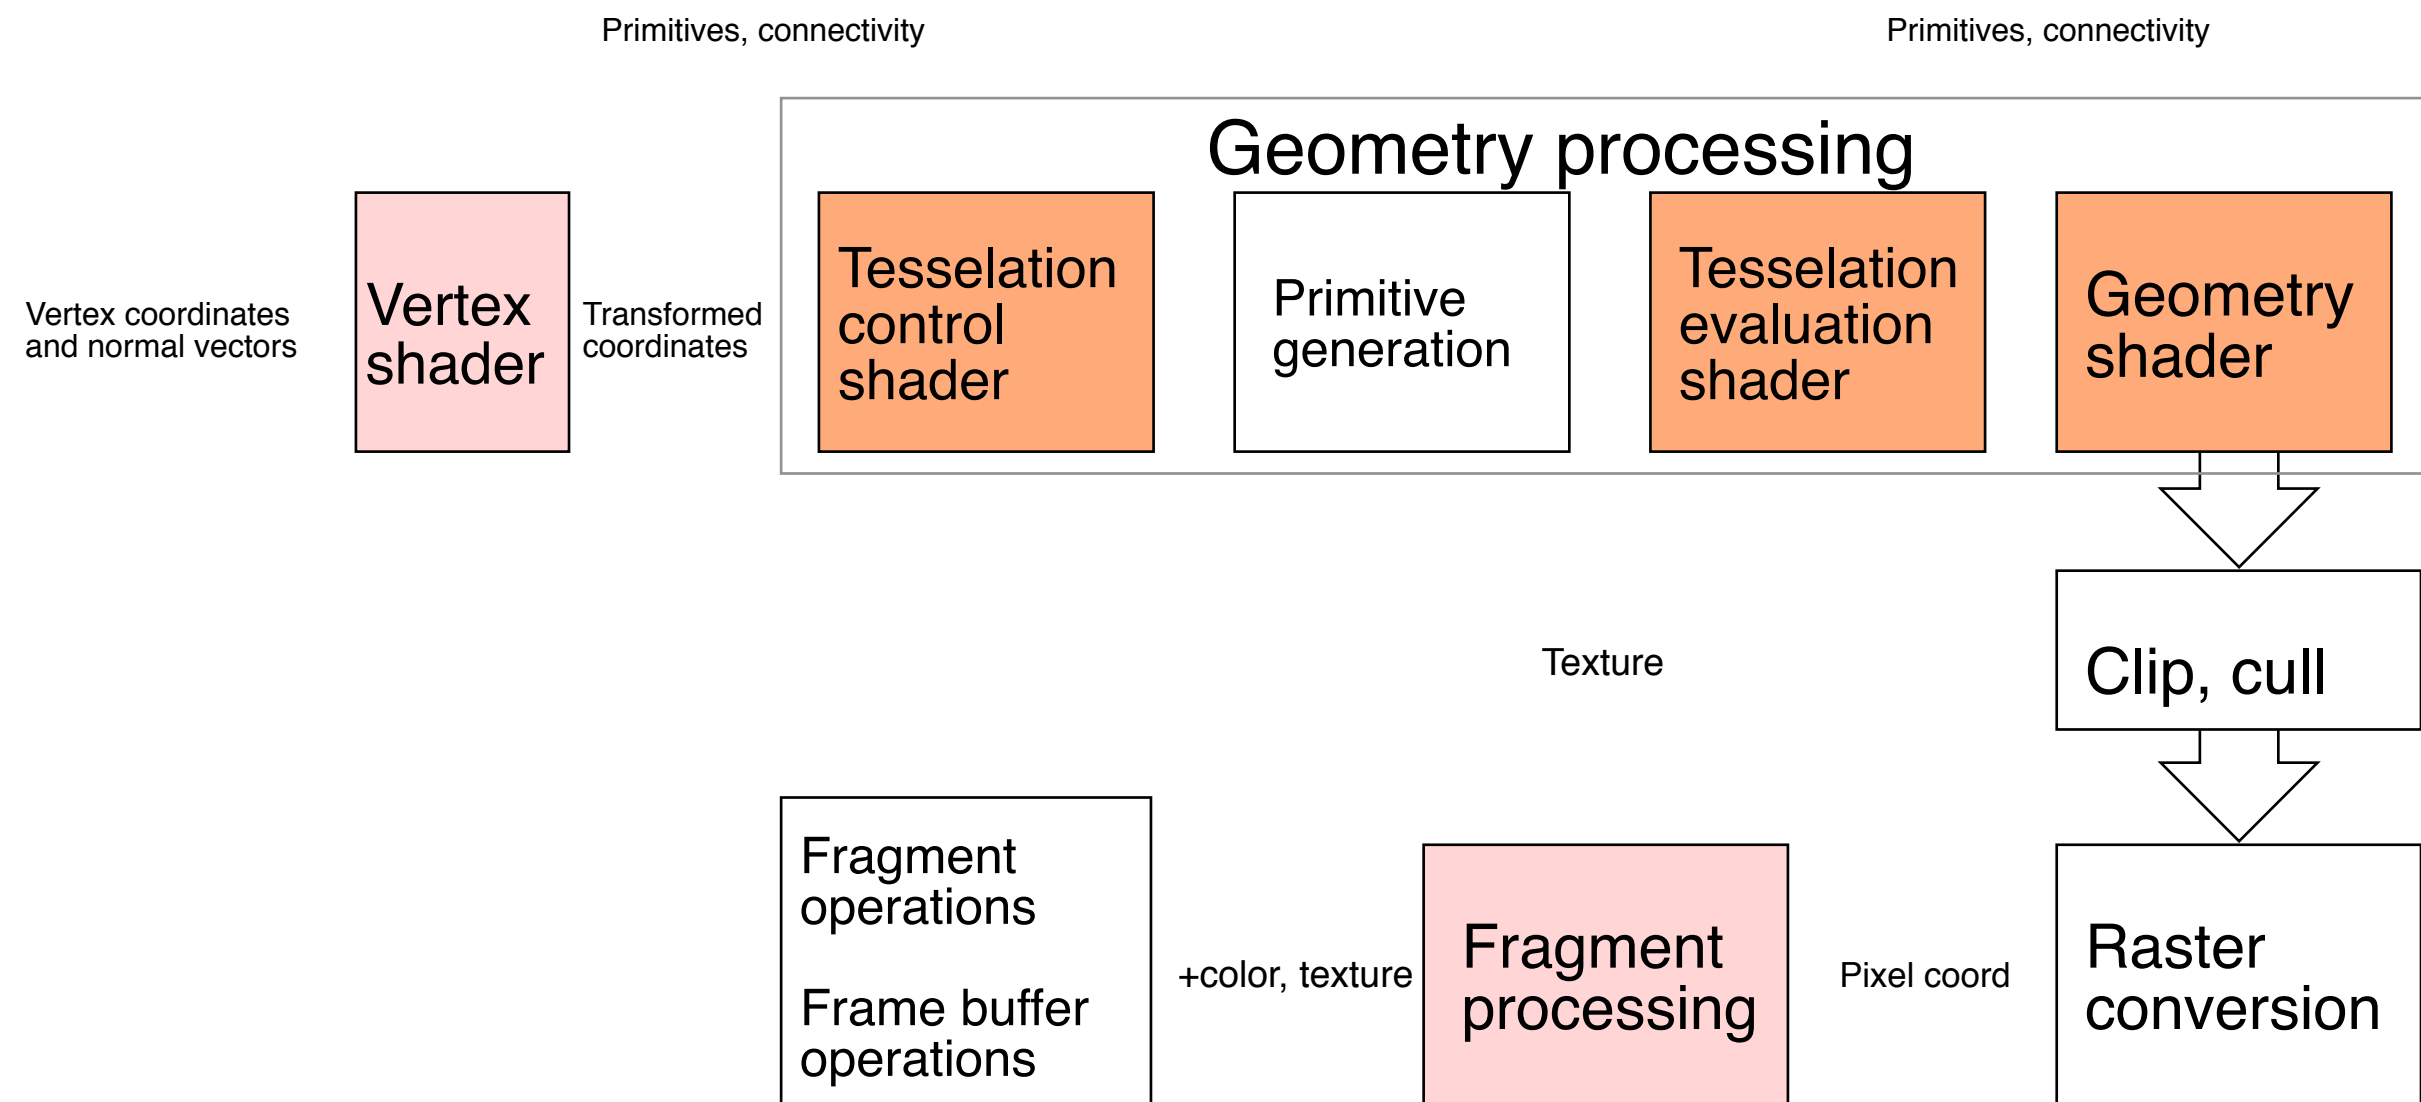 Primitives, connectivity
Primitives, connectivity
Geometry processing
Vertex coordinates
and normal vectors
Vertex
shader
Transformed
coordinates
Tesselation
control
shader
Primitive
generation
Tesselation
evaluation
shader
Geometry
shader
Texture
Clip, cull
Fragment
operations
Frame buffer
operations
+color, texture
Fragment
processing
Pixel coord
Raster
conversion